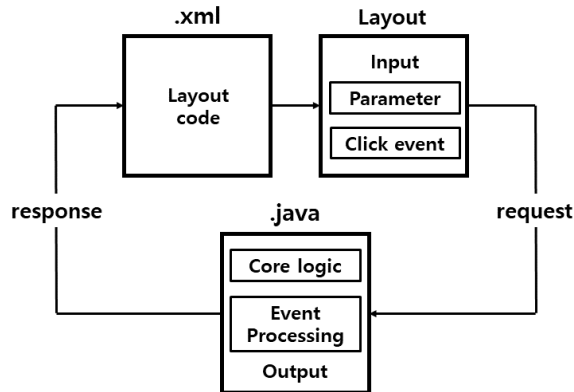 .xml
Layout
code
Layout
Input
Parameter
Click event
response
request
.java
Core logic
Event
Processing
Output